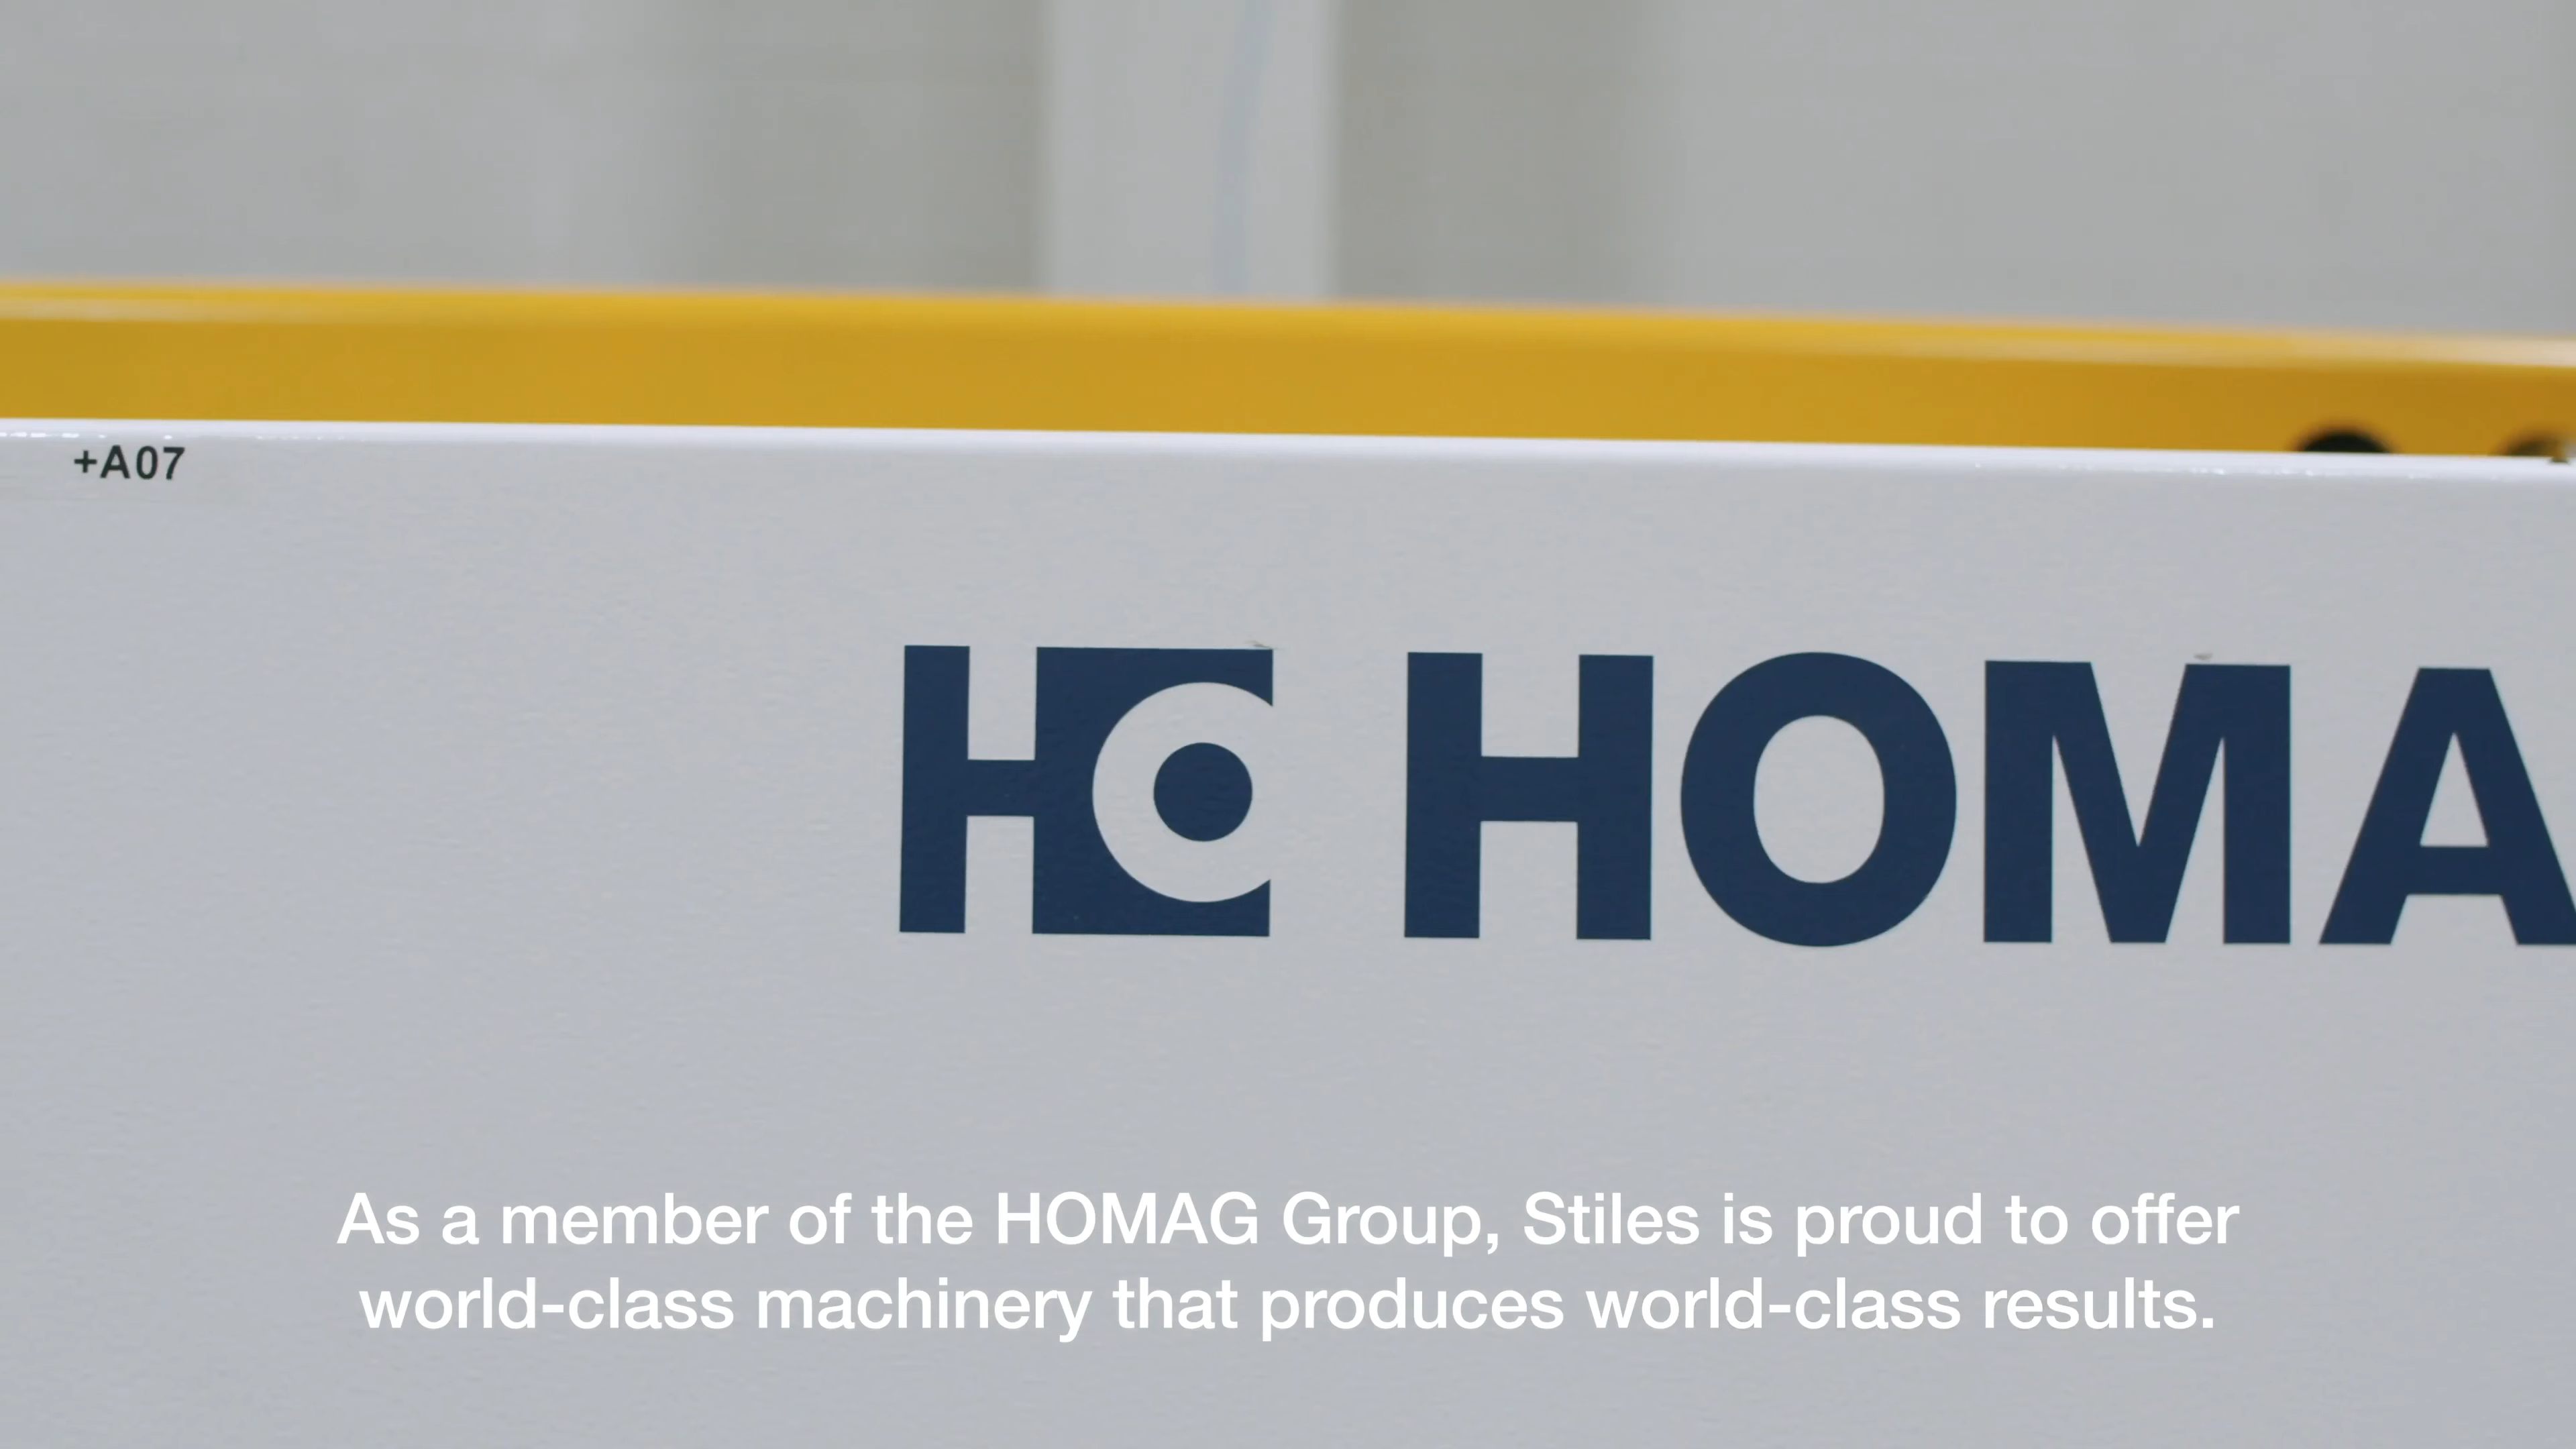 +A07
HOMA
As a member of the HOMAG Group, Stiles is proud to offer
world-class machinery that produces world-class results.